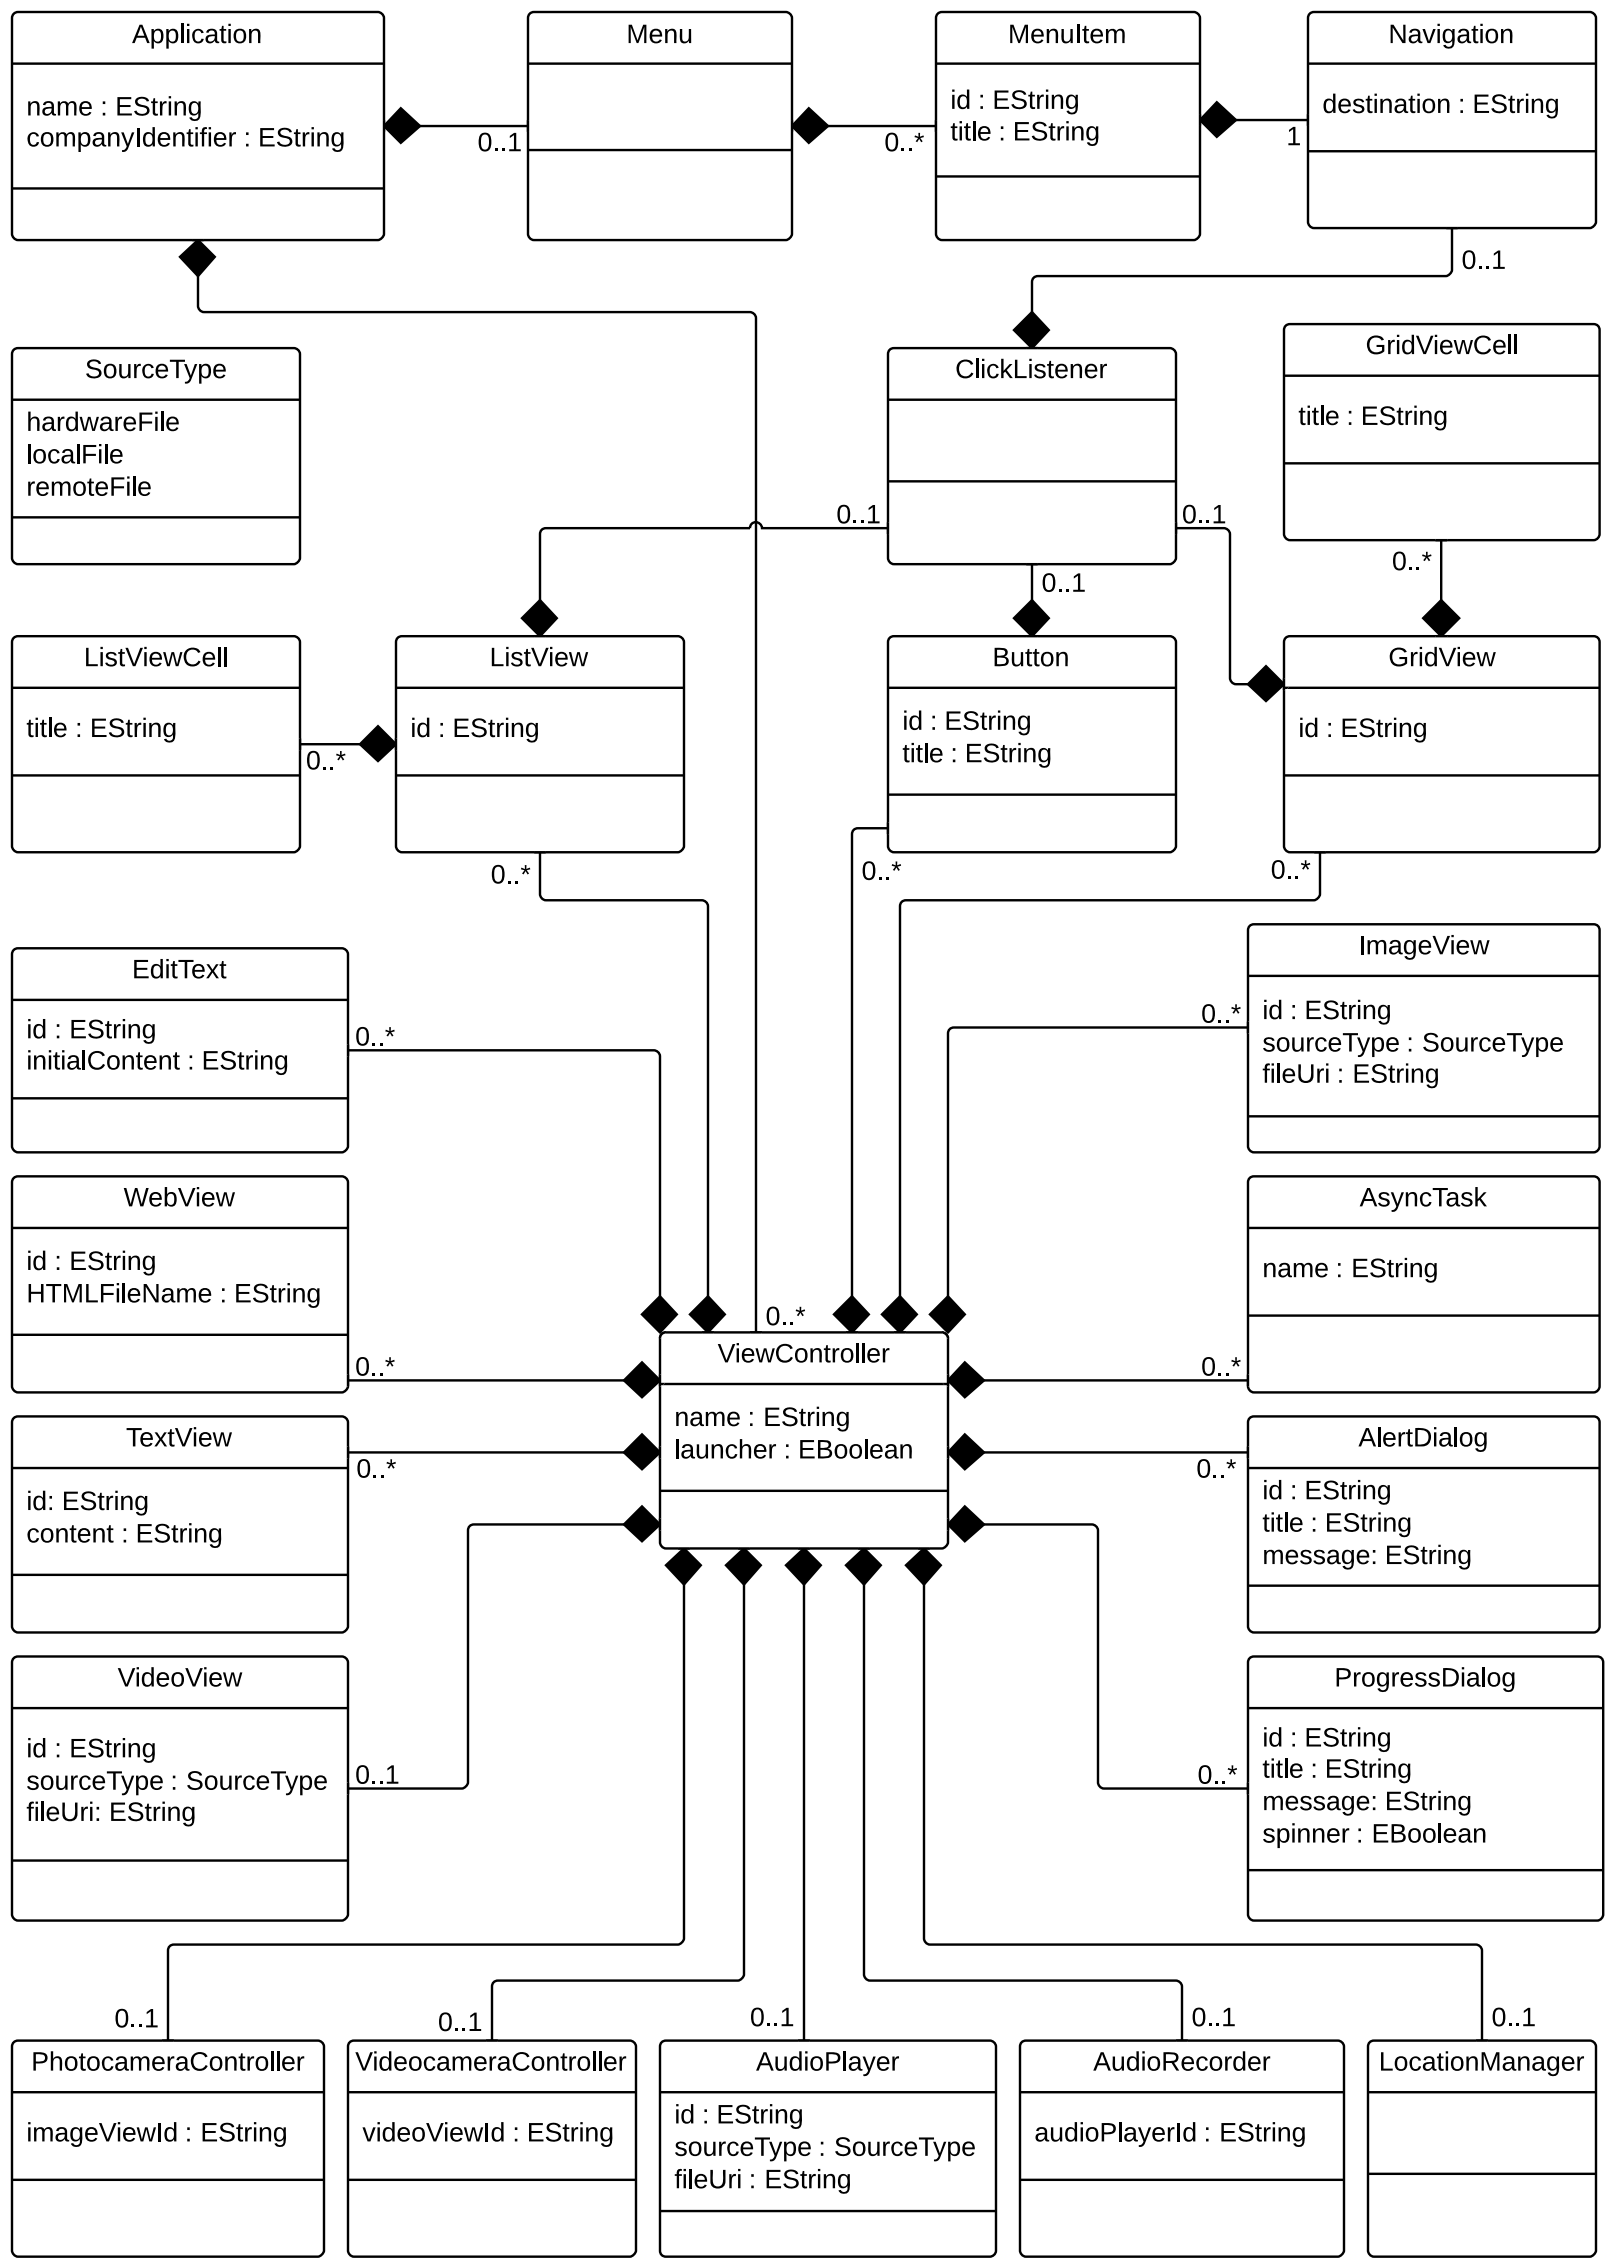 Application
name : EString
companyIdentifier : EString
0..1
Menu
0..*
MenuItem
id : EString
title : EString
1
Navigation
destination : EString
0..1
SourceType
hardwareFile
localFile
remoteFile
ClickListener
0..1
0..1
0..1
GridViewCell
title : EString
0..*
ListViewCell
title : EString
0..*
ListView
id : EString
0..*
Button
id : EString
title : EString
0..*
GridView
id : EString
0..*
EditText
id : EString
initialContent : EString
0..*
ImageView
id : EString
sourceType : SourceType
fileUri : EString
0..*
WebView
id : EString
HTMLFileName : EString
0..*
AsyncTask
name : EString
0..*
0..*
ViewController
name : EString
launcher : EBoolean
TextView
id: EString
content : EString
0..*
AlertDialog
id : EString
title : EString
message: EString
0..*
VideoView
id : EString
sourceType : SourceType
fileUri: EString
0..1
ProgressDialog
id : EString
title : EString
message: EString
spinner : EBoolean
0..*
0..1
PhotocameraController
imageViewId : EString
0..1
VideocameraController
videoViewId : EString
0..1
AudioPlayer
id : EString
sourceType : SourceType
fileUri : EString
0..1
AudioRecorder
audioPlayerId : EString
0..1
LocationManager